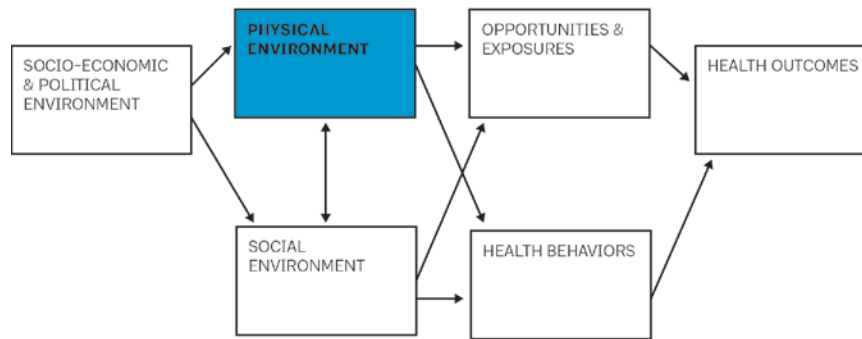 SOCIO-ECONOMIC
& POLITICAL
ENVIRONMENT
PHYSICAL
ENVIRONMENT
SOCIAL
ENVIRONMENT
OPPORTUNITIES &
EXPOSURES
HEALTH BEHAVIORS
HEALTH OUTCOMES